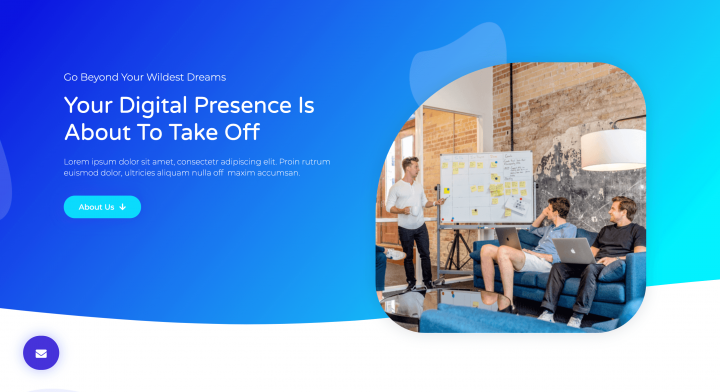 Go Beyond Your Wildest Dreams
Your Digital Presence Is
About To Take Off
Lorem ipsum dolor sit amet, consectetr adipiscing elit. Proin rutrum
euismod dolor, ultricies aliquam nulla off maxim accumsan.
About Us